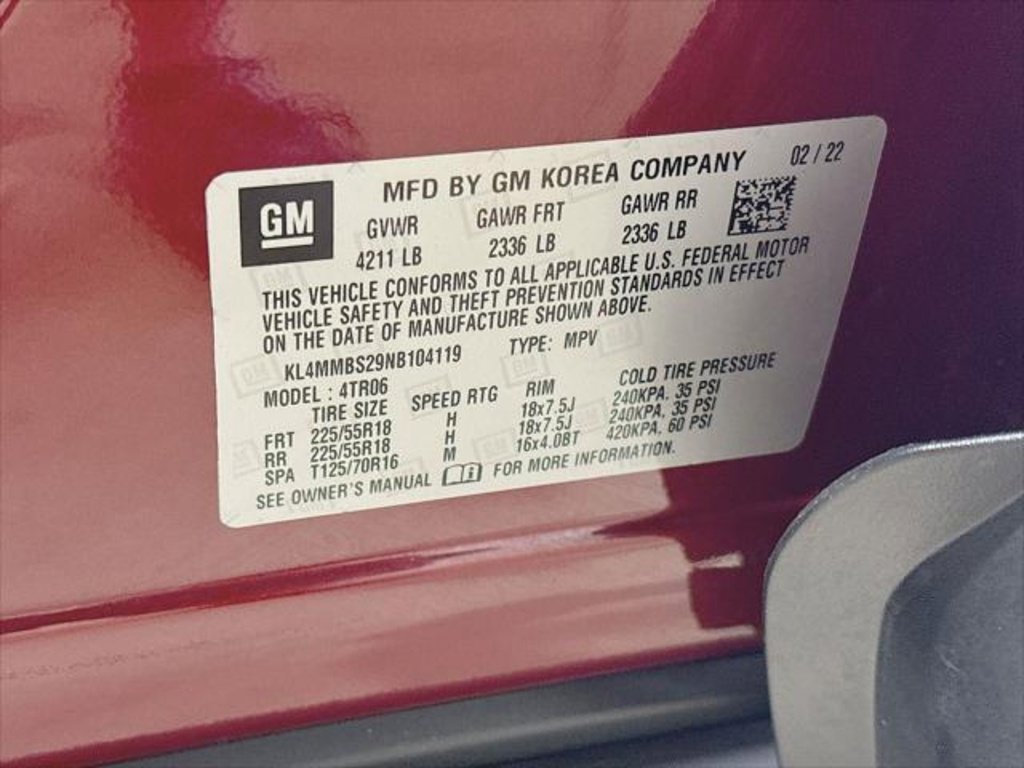 GM
MFD BY GM KOREA COMPANY 02 / 22
GVWR GAWR FRT GAWR RR
4211 LB 2336 LB 2336 LB
THIS VEHICLE CONFORMS TO ALL APPLICABLE U.S. FEDERAL MOTOR
VEHICLE SAFETY AND THEFT PREVENTION STANDARDS IN EFFECT
ON THE DATE OF MANUFACTURE SHOWN ABOVE.
KL4MMBS29NB104119 TYPE: MPV
MODEL : 4TR06
TIRE SIZE SPEED RTG RIM COLD TIRE PRESSURE
FRT 225/55R18 H 18x7.5J 240KPA, 35 PSI
RR 225/55R18 H 18x7.5J 240KPA, 35 PSI
SPA T125/70R16 M 16x4.0BT 420KPA, 60 PSI
SEE OWNER'S MANUAL FOR MORE INFORMATION.